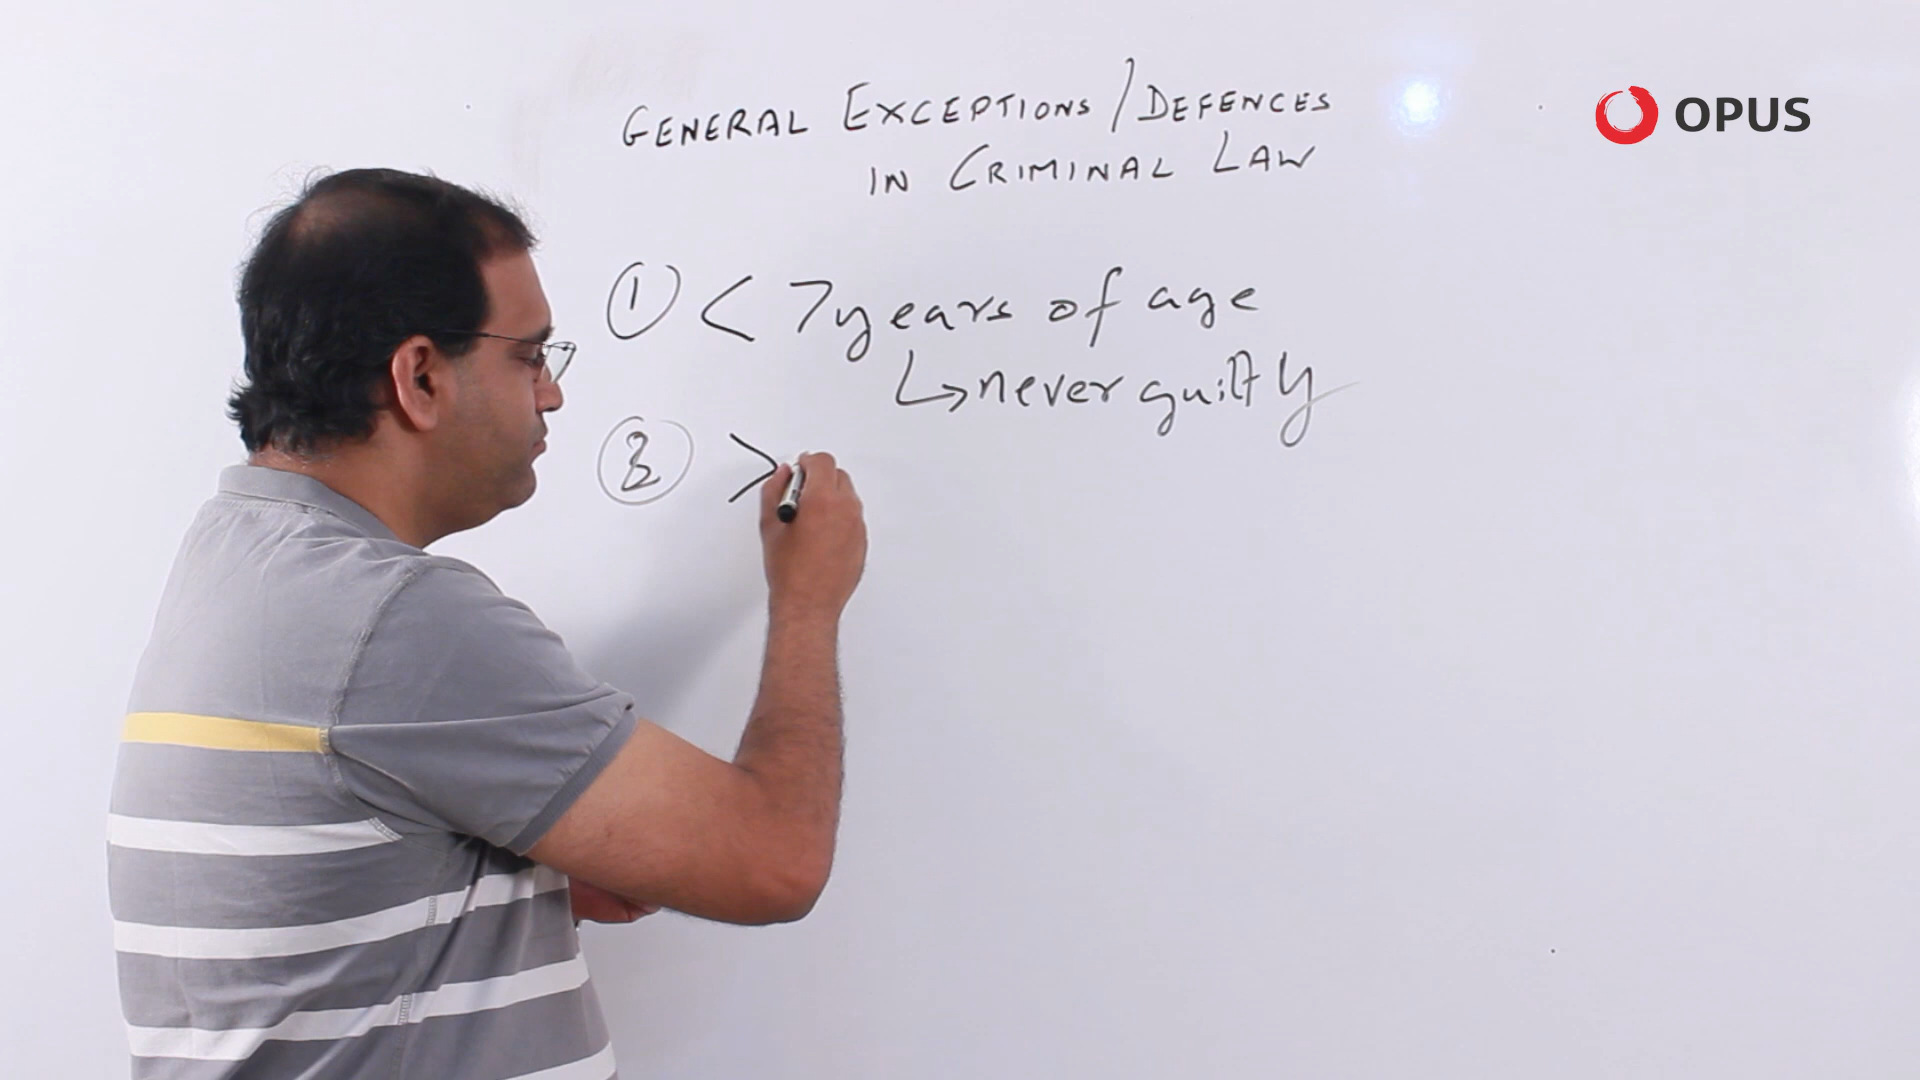 GENERAL EXCEPTIONS / DEFENCES
IN CRIMINAL LAW
OPUS
① < 7 years of age
↳ never guilty
② >